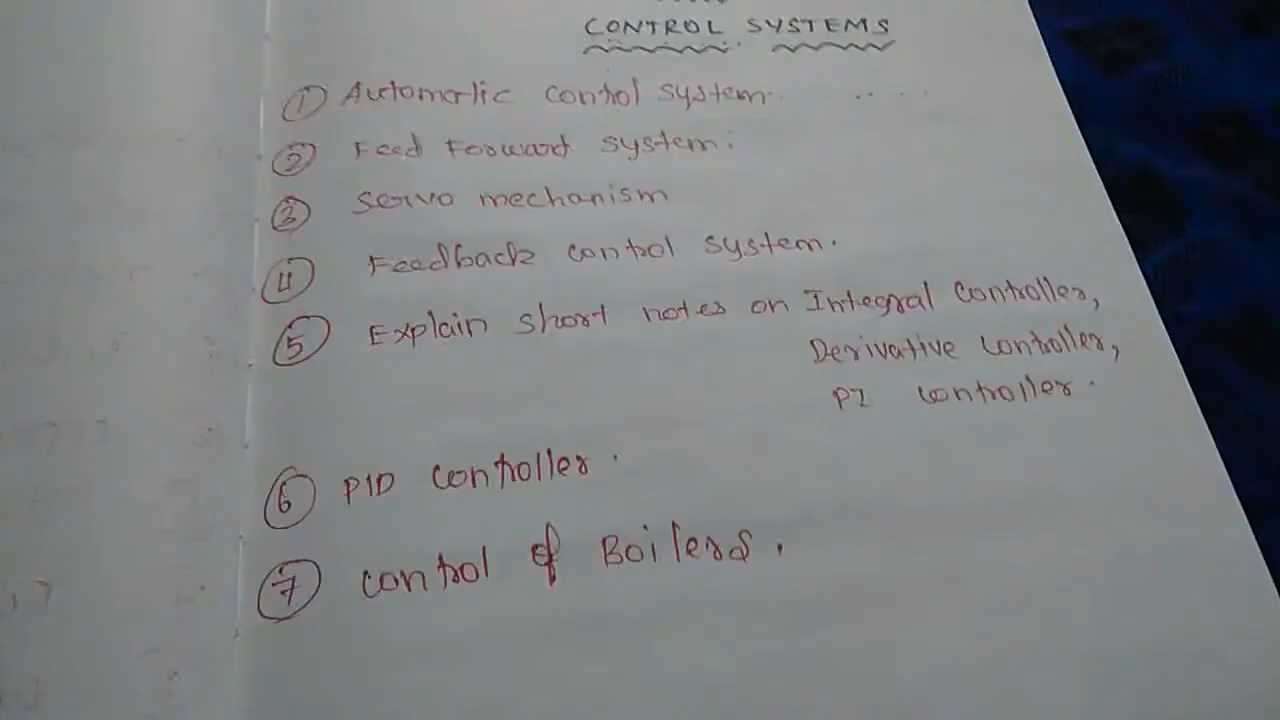 CONTROL SYSTEMS
① Automatic control system.
② Feed Forward system:
③ Servo mechanism
④ Feedback control system.
⑤ Explain short notes on Integral Controller,
Derivative Controller,
PI Controller.
⑥ PID Controller.
⑦ Control of Boilers.